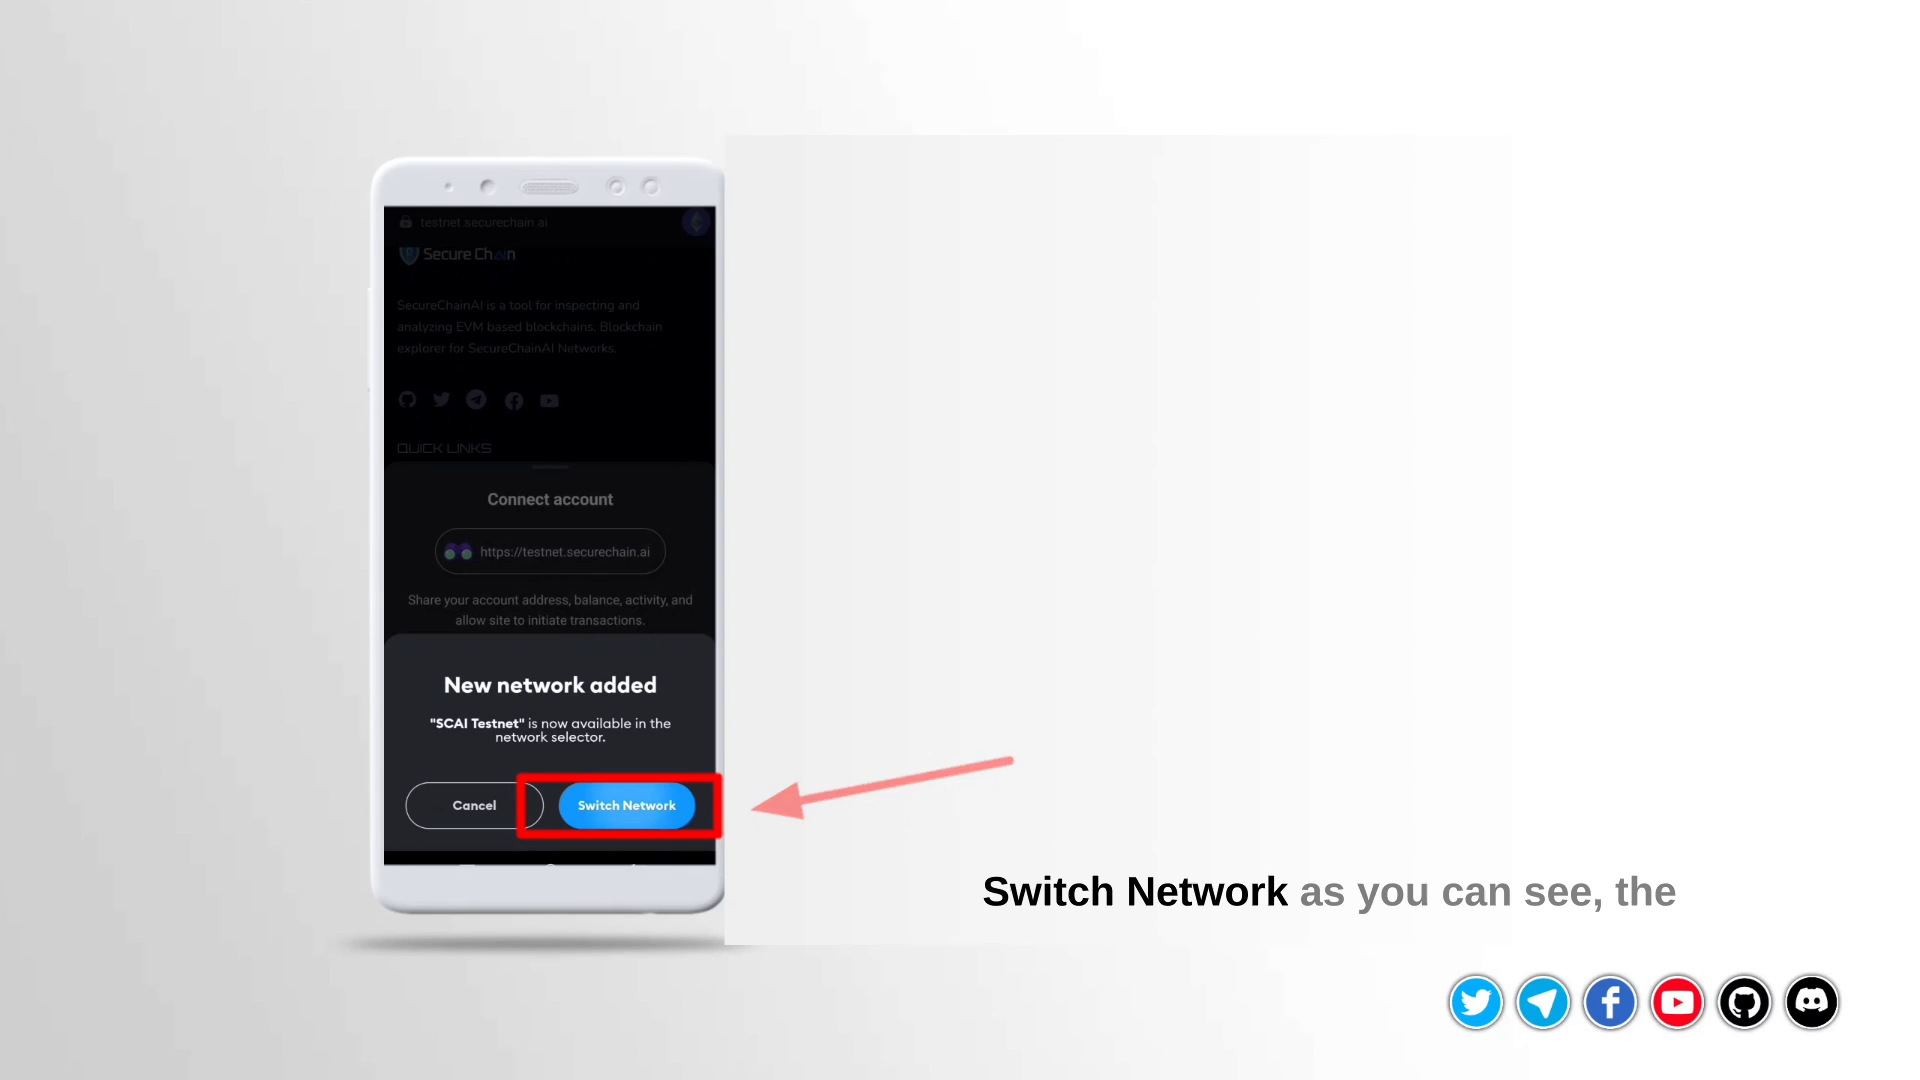 testnet.securechain.ai
Secure Chain
SecureChainAI is a tool for inspecting and
analyzing EVM based blockchains. Blockchain
explorer for SecureChainAI Networks.
QUICK LINKS
Connect account
https://testnet.securechain.ai
Share your account address, balance, activity, and
allow site to initiate transactions.
New network added
"SCAI Testnet" is now available in the
network selector.
Cancel
Switch Network
Switch Network as you can see, the